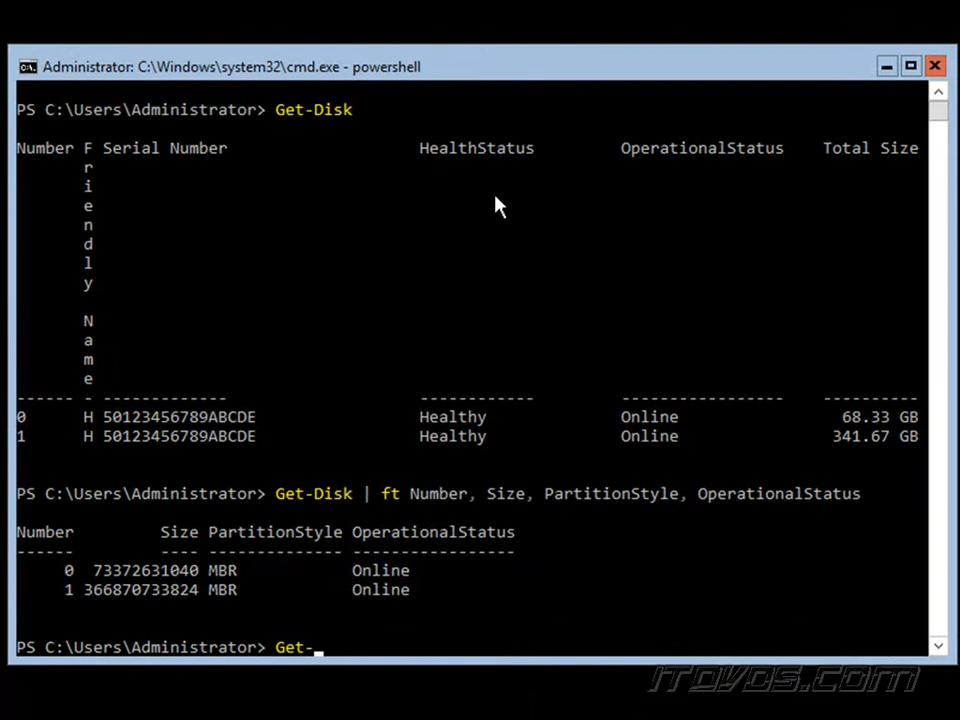 Administrator: C:\Windows\system32\cmd.exe - powershell
PS C:\Users\Administrator> Get-Disk
Number F Serial Number HealthStatus OperationalStatus Total Size
r
i
e
n
d
l
y
N
a
m
e
------ - ------------- ------------ ----------------- ----------
0 H 50123456789ABCDE Healthy Online 68.33 GB
1 H 50123456789ABCDE Healthy Online 341.67 GB
PS C:\Users\Administrator> Get-Disk | ft Number, Size, PartitionStyle, OperationalStatus
Number Size PartitionStyle OperationalStatus
------ ---- -------------- -----------------
0 73372631040 MBR Online
1 366870733824 MBR Online
PS C:\Users\Administrator> Get-_
ITdvds.com